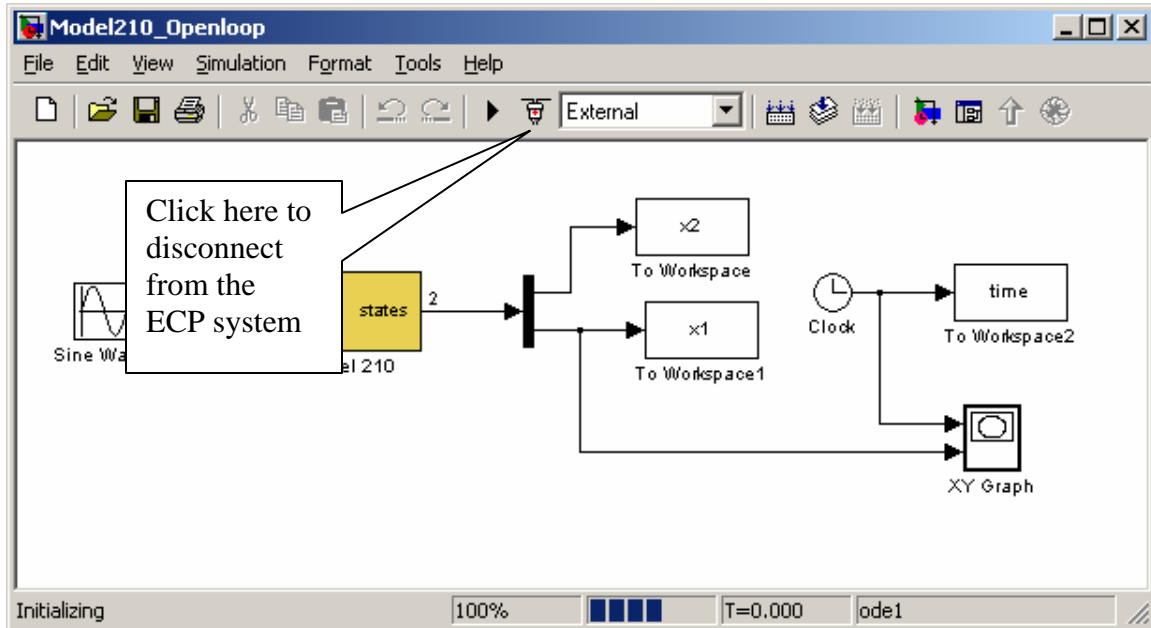 Model210_Openloop
File Edit View Simulation Format Tools Help
External
Click here to
disconnect
from the
ECP system
x2
To Workspace
states
2
x1
To Workspace1
Clock
time
To Workspace2
Sine Wa
el 210
XY Graph
Initializing 100% T=0.000 ode1